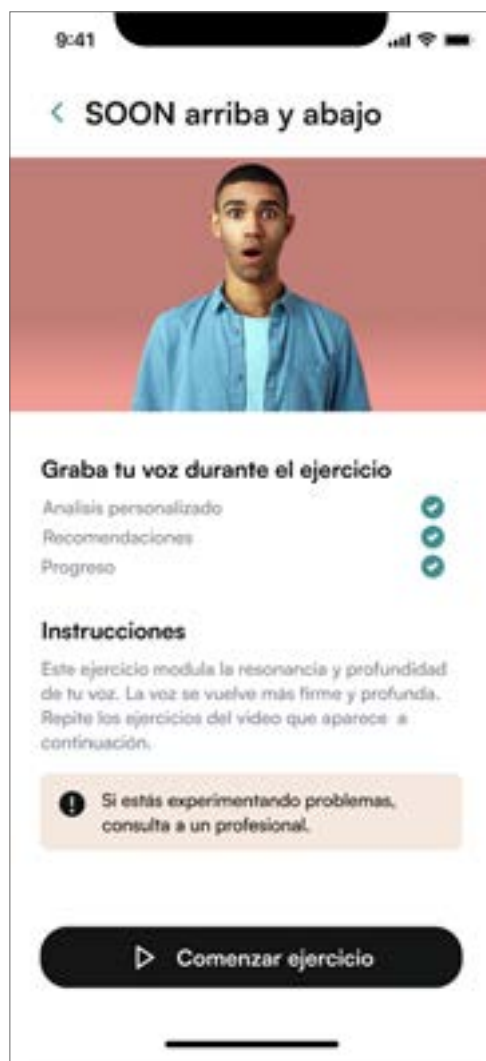 9:41
SOON arriba y abajo
Graba tu voz durante el ejercicio
Analisis personalizado
Recomendaciones
Progreso
Instrucciones
Este ejercicio modula la resonancia y profundidad
de tu voz. La voz se vuelve más firme y profunda.
Repite los ejercicios del video que aparece a
continuación.
Si estás experimentando problemas,
consulta a un profesional.
Comenzar ejercicio